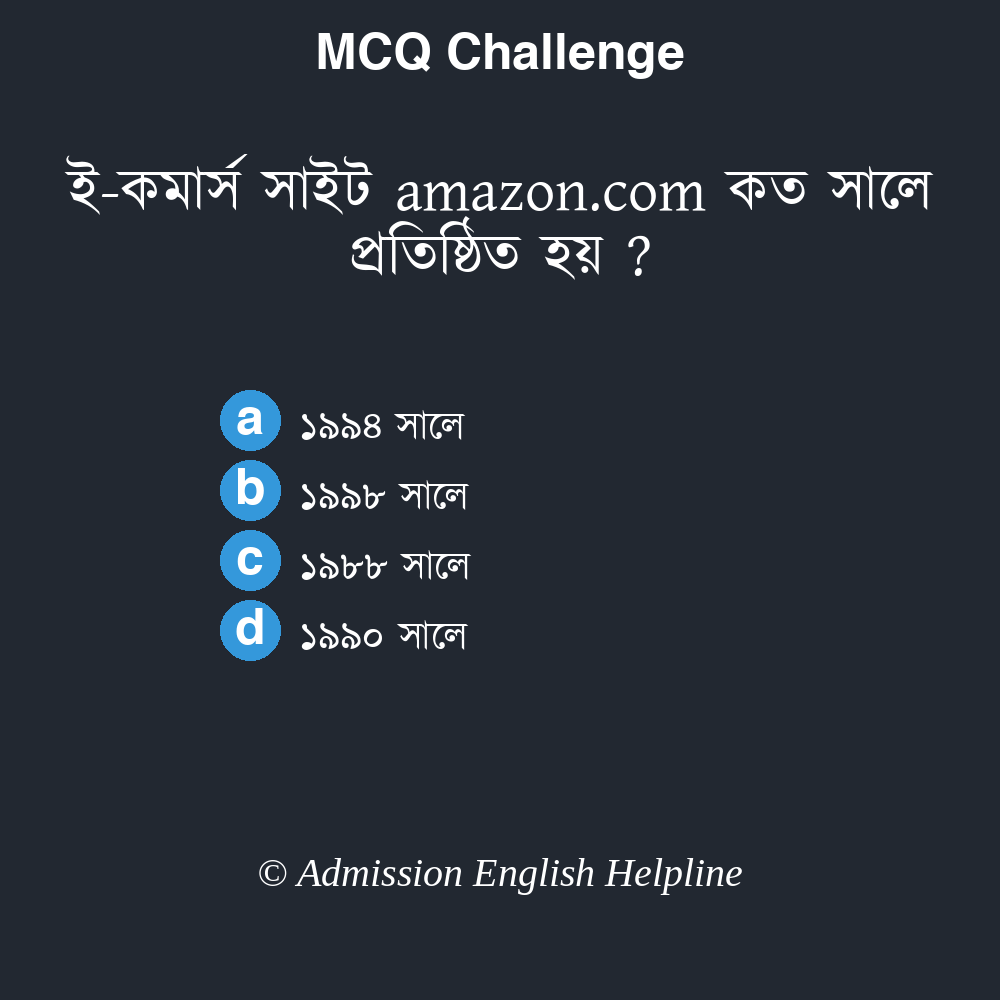 MCQ Challenge
ই-কমার্স সাইট amazon.com কত সালে
প্রতিষ্ঠিত হয় ?
a ১৯৯৪ সালে
b ১৯৯৮ সালে
c ১৯৮৮ সালে
d ১৯৯০ সালে
© Admission English Helpline